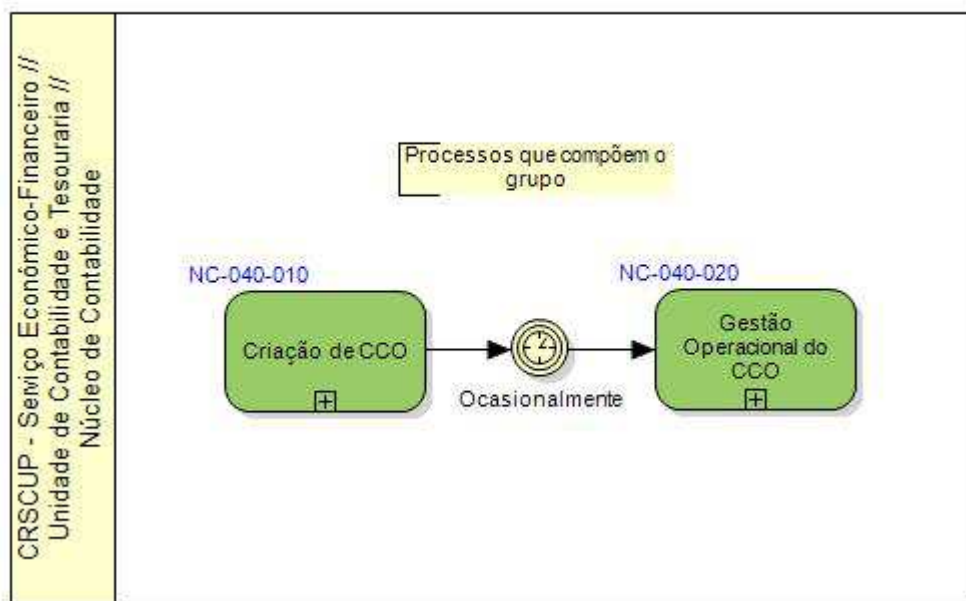 CRSCUP - Serviço Económico-Financeiro //
Unidade de Contabilidade e Tesouraria //
Núcleo de Contabilidade
Processos que compõem o
grupo
NC-040-010
Criação de CCO
Ocasionalmente
NC-040-020
Gestão
Operacional do
CCO